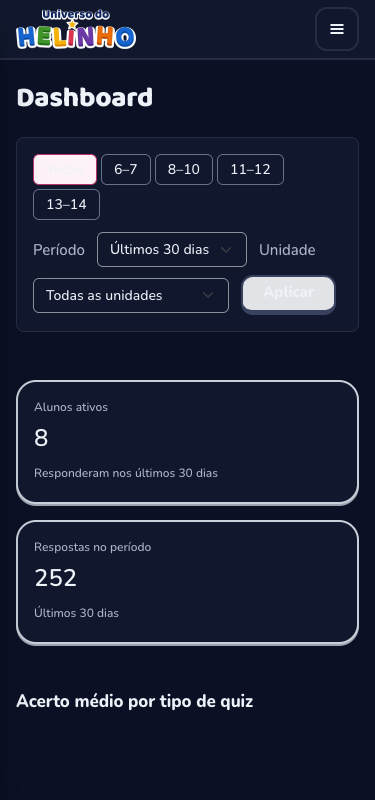 Universo do
HELINHO
Dashboard
6–7
8–10
11–12
13–14
Período
Últimos 30 dias
Unidade
Todas as unidades
Aplicar
Alunos ativos
8
Responderam nos últimos 30 dias
Respostas no período
252
Últimos 30 dias
Acerto médio por tipo de quiz